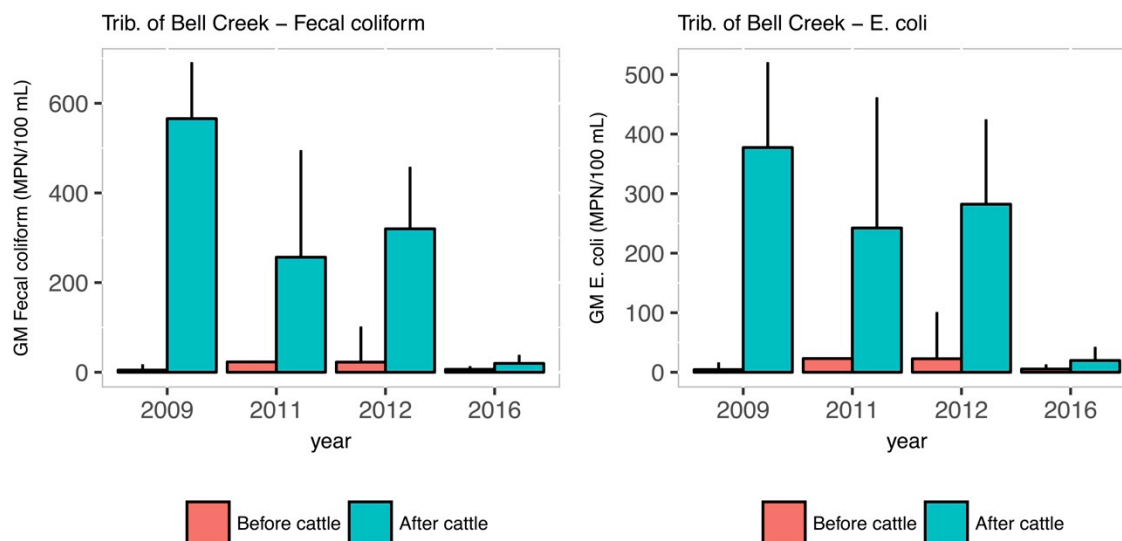 Trib. of Bell Creek − Fecal coliform
GM Fecal coliform (MPN/100 mL)
600
400
200
0
2009 2011 2012 2016
year
Before cattle After cattle
Trib. of Bell Creek − E. coli
GM E. coli (MPN/100 mL)
500
400
300
200
100
0
2009 2011 2012 2016
year
Before cattle After cattle